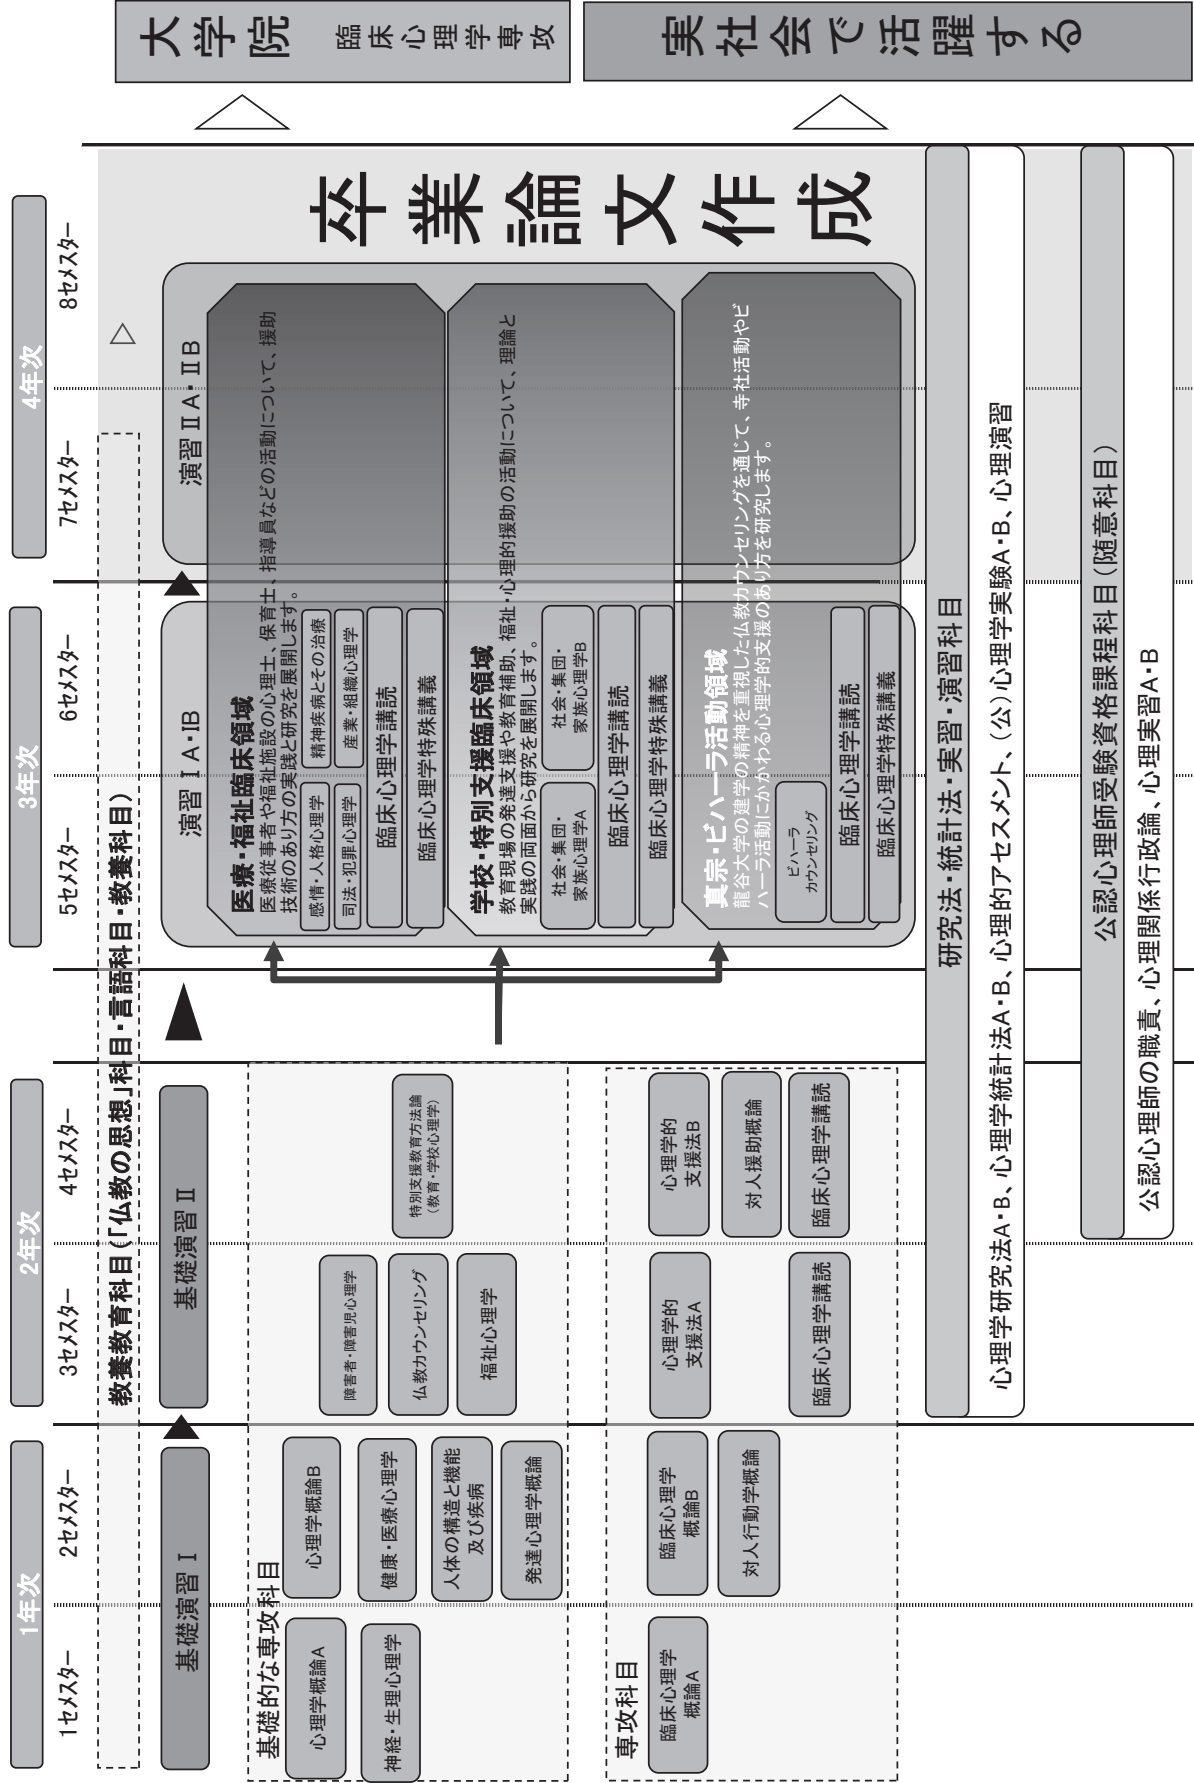 1年次
2年次
3年次
4年次
1セメスター
2セメスター
3セメスター
4セメスター
5セメスター
6セメスター
7セメスター
8セメスター
教養教育科目(「仏教の思想」科目・言語科目・教養科目)
基礎演習Ⅰ
基礎演習Ⅱ
演習ⅠA・ⅠB
演習ⅡA・ⅡB
基礎的な専攻科目
心理学概論A
神経・生理心理学
心理学概論B
健康・医療心理学
人体の構造と機能
及び疾病
発達心理学概論
障害者・障害児心理学
仏教カウンセリング
福祉心理学
特別支援教育方法論
(教育・学校心理学)
専攻科目
臨床心理学
概論A
臨床心理学
概論B
対人行動学概論
心理学的
支援法A
臨床心理学講読
心理学的
支援法B
対人援助概論
臨床心理学講読
医療・福祉臨床領域
医療従事者や福祉施設の心理士、保育士、指導員などの活動について、援助
技術のあり方の実践と研究を展開します。
感情・人格心理学
精神疾病とその治療
司法・犯罪心理学
産業・組織心理学
臨床心理学講読
臨床心理学特殊講義
学校・特別支援臨床領域
教育現場の発達支援や教育補助、福祉・心理的援助の活動について、理論と
実践の両面から研究を展開します。
社会・集団・
家族心理学A
社会・集団・
家族心理学B
臨床心理学講読
臨床心理学特殊講義
真宗・ビハーラ活動領域
龍谷大学の建学の精神を重視した仏教カウンセリングを通じて、寺社活動やビ
ハーラ活動にかかわる心理学的支援のあり方を研究します。
ビハーラ
カウンセリング
臨床心理学講読
臨床心理学特殊講義
卒業論文作成
研究法・統計法・実習・演習科目
心理学研究法A・B、心理学統計法A・B、心理的アセスメント、(公)心理学実験A・B、心理演習
公認心理師受験資格課程科目(随意科目)
公認心理師の職責、心理関係行政論、心理実習A・B
大学院 臨床心理学専攻
実社会で活躍する